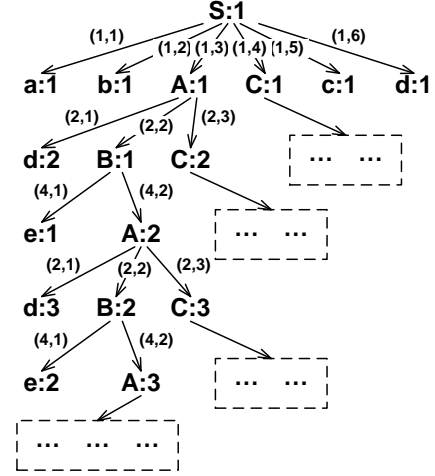 S:1
(1,1) (1,2) (1,3) (1,4) (1,5) (1,6)
a:1 b:1 A:1 C:1 c:1 d:1
(2,1) (2,2) (2,3)
d:2 B:1 C:2 ... ...
(4,1) (4,2)
e:1 A:2 ... ...
(2,1) (2,2) (2,3)
d:3 B:2 C:3
(4,1) (4,2)
e:2 A:3 ... ...
... ... ...